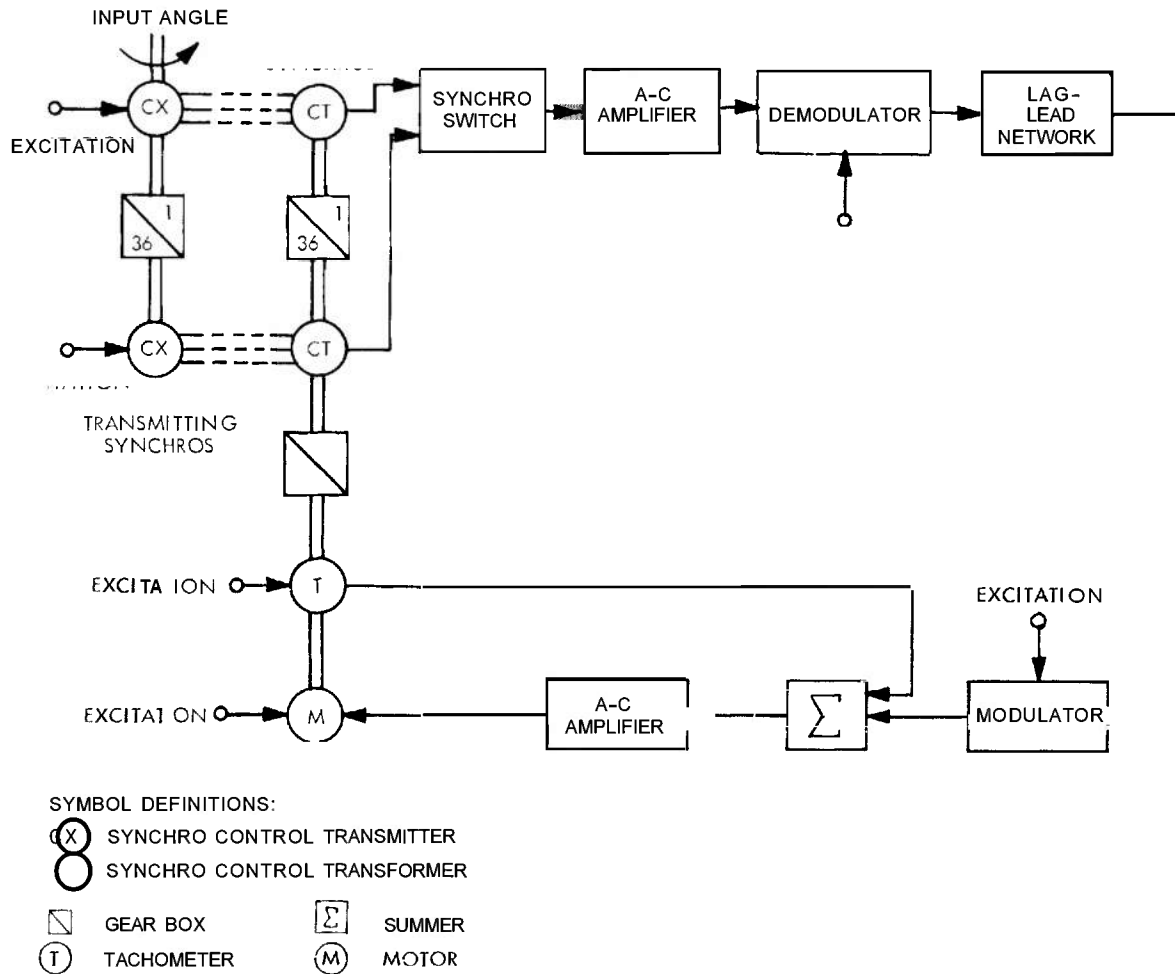 INPUT ANGLE
CX
CT
EXCITATION
SYNCHRO
SWITCH
A-C
AMPLIFIER
DEMODULATOR
LAG-
LEAD
NETWORK
1
36
1
36
CX
CT
TRANSMITTING
SYNCHROS
EXCITA ION
T
EXCITATION
EXCITATI ON
M
A-C
AMPLIFIER
Σ
MODULATOR
SYMBOL DEFINITIONS:
CX SYNCHRO CONTROL TRANSMITTER
SYNCHRO CONTROL TRANSFORMER
GEAR BOX
Σ SUMMER
T TACHOMETER
M MOTOR